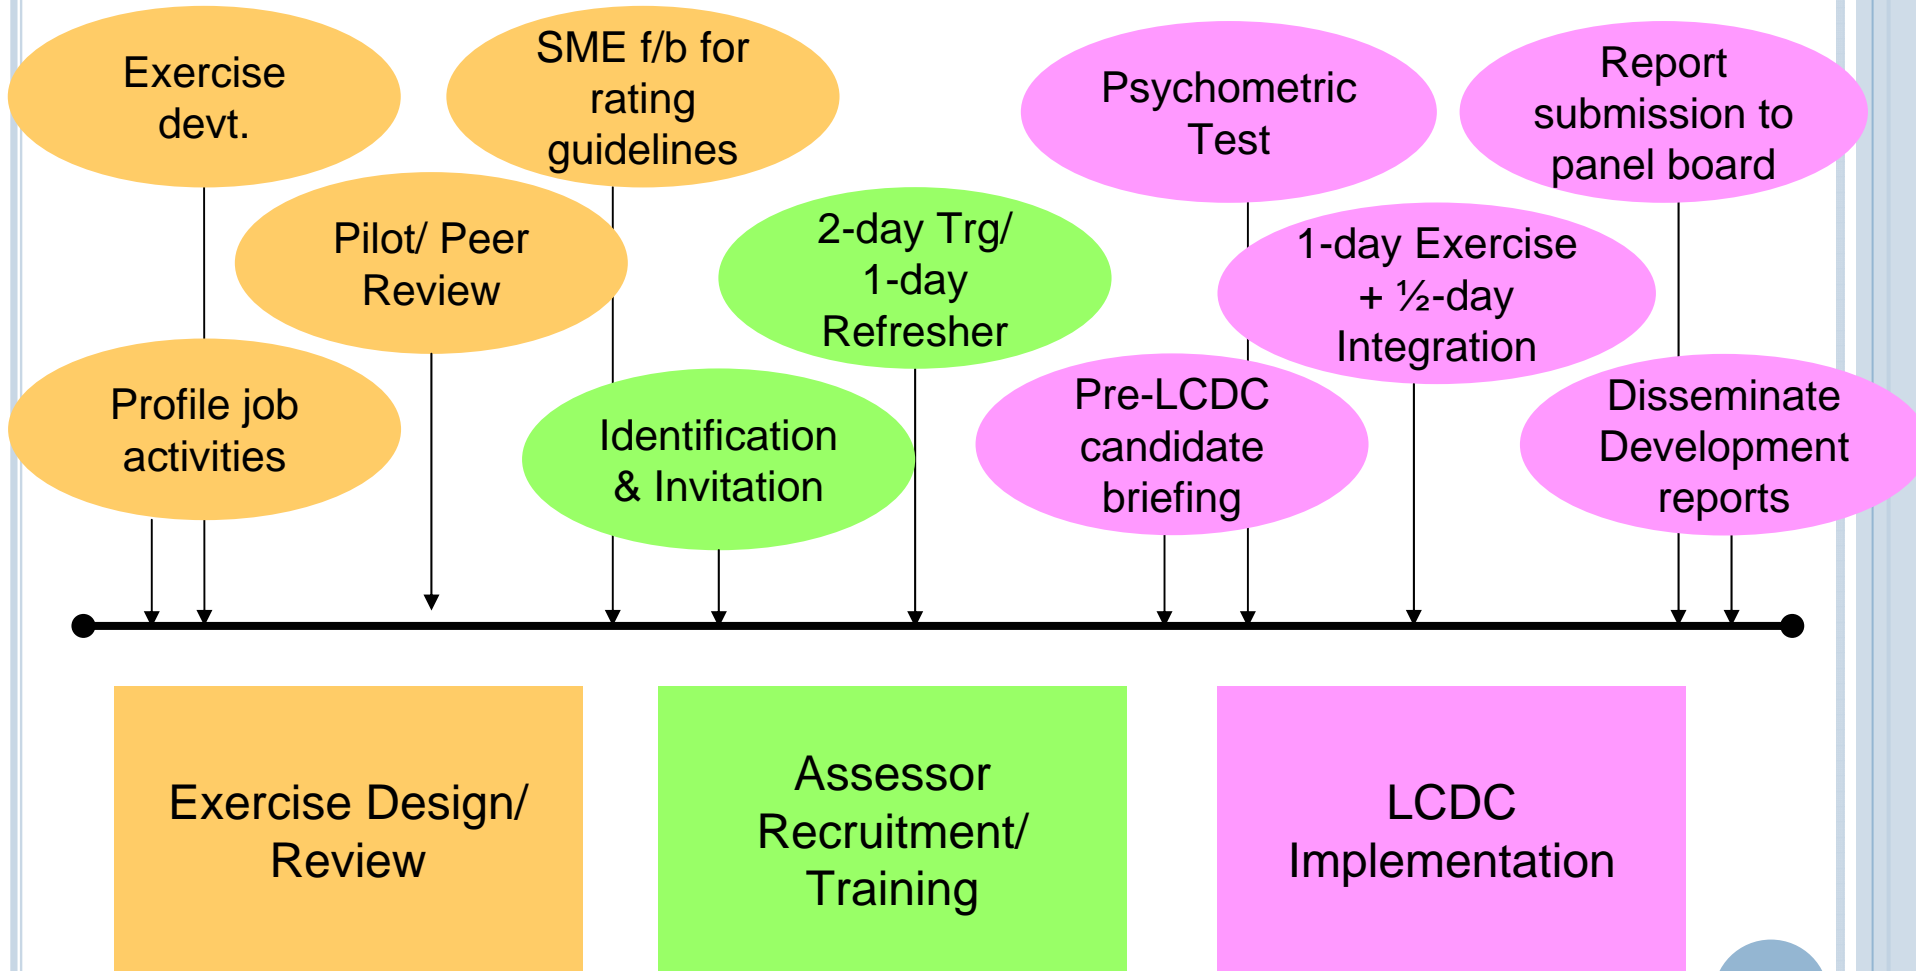 Exercise
devt.
SME f/b for
rating
guidelines
Psychometric
Test
Report
submission to
panel board
Pilot/ Peer
Review
2-day Trg/
1-day
Refresher
1-day Exercise
+ ½-day
Integration
Profile job
activities
Identification
& Invitation
Pre-LCDC
candidate
briefing
Disseminate
Development
reports
Exercise Design/
Review
Assessor
Recruitment/
Training
LCDC
Implementation